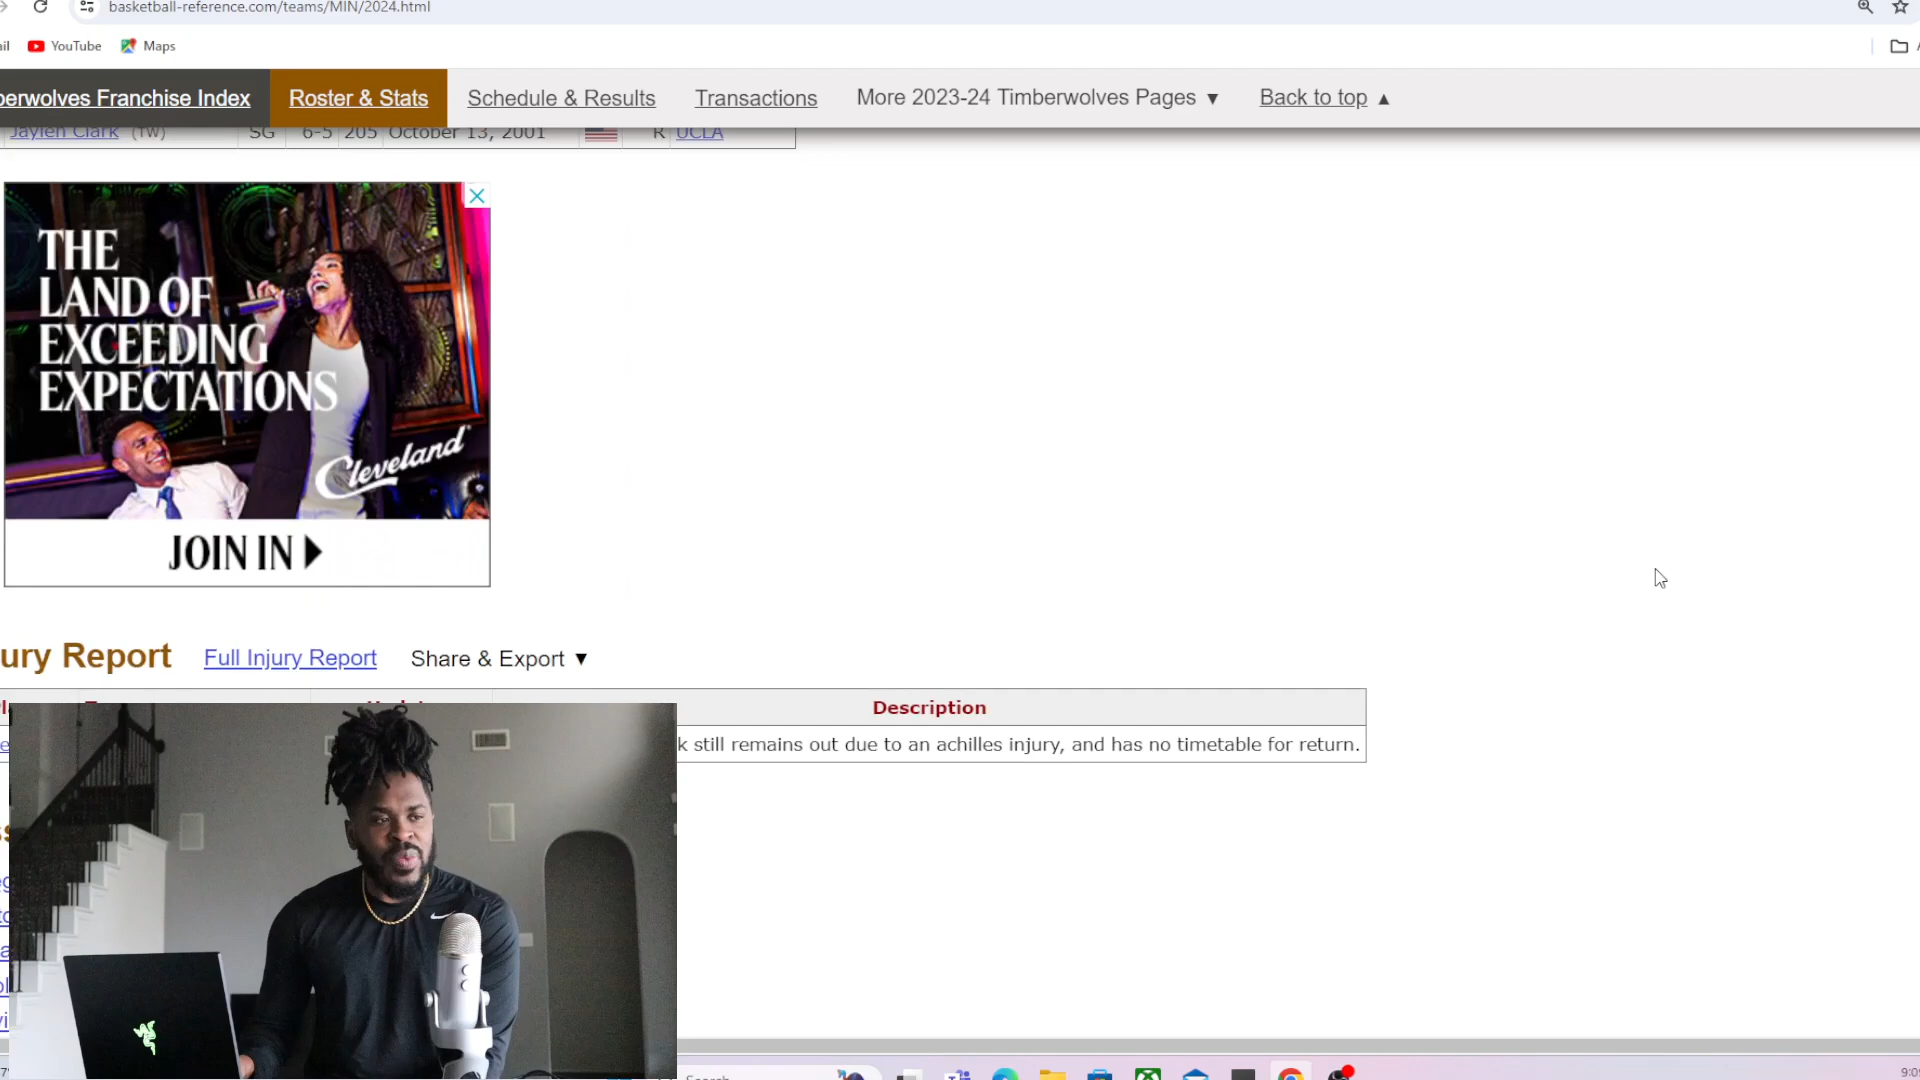 basketball-reference.com/teams/MIN/2024.html
YouTube Maps
Franchise Index Roster & Stats Schedule & Results Transactions More 2023-24 Timberwolves Pages ▼ Back to top ▲
Jaylen Clark (TW) SG 6-5 205 October 13, 2001 R UCLA
THE
LAND OF
EXCEEDING
EXPECTATIONS
Cleveland
JOIN IN
Report Full Injury Report Share & Export ▼
Description
still remains out due to an achilles injury, and has no timetable for return.
Search